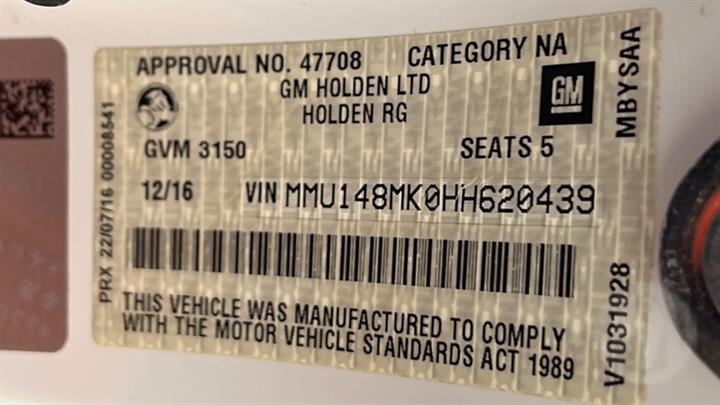 APPROVAL NO. 47708 CATEGORY NA
GM HOLDEN LTD
HOLDEN RG
GM
GVM 3150 SEATS 5
12/16 VIN MMU148MK0HH620439
THIS VEHICLE WAS MANUFACTURED TO COMPLY
WITH THE MOTOR VEHICLE STANDARDS ACT 1989
PRX 22/07/16 00008541
MBYSAA
V1031928